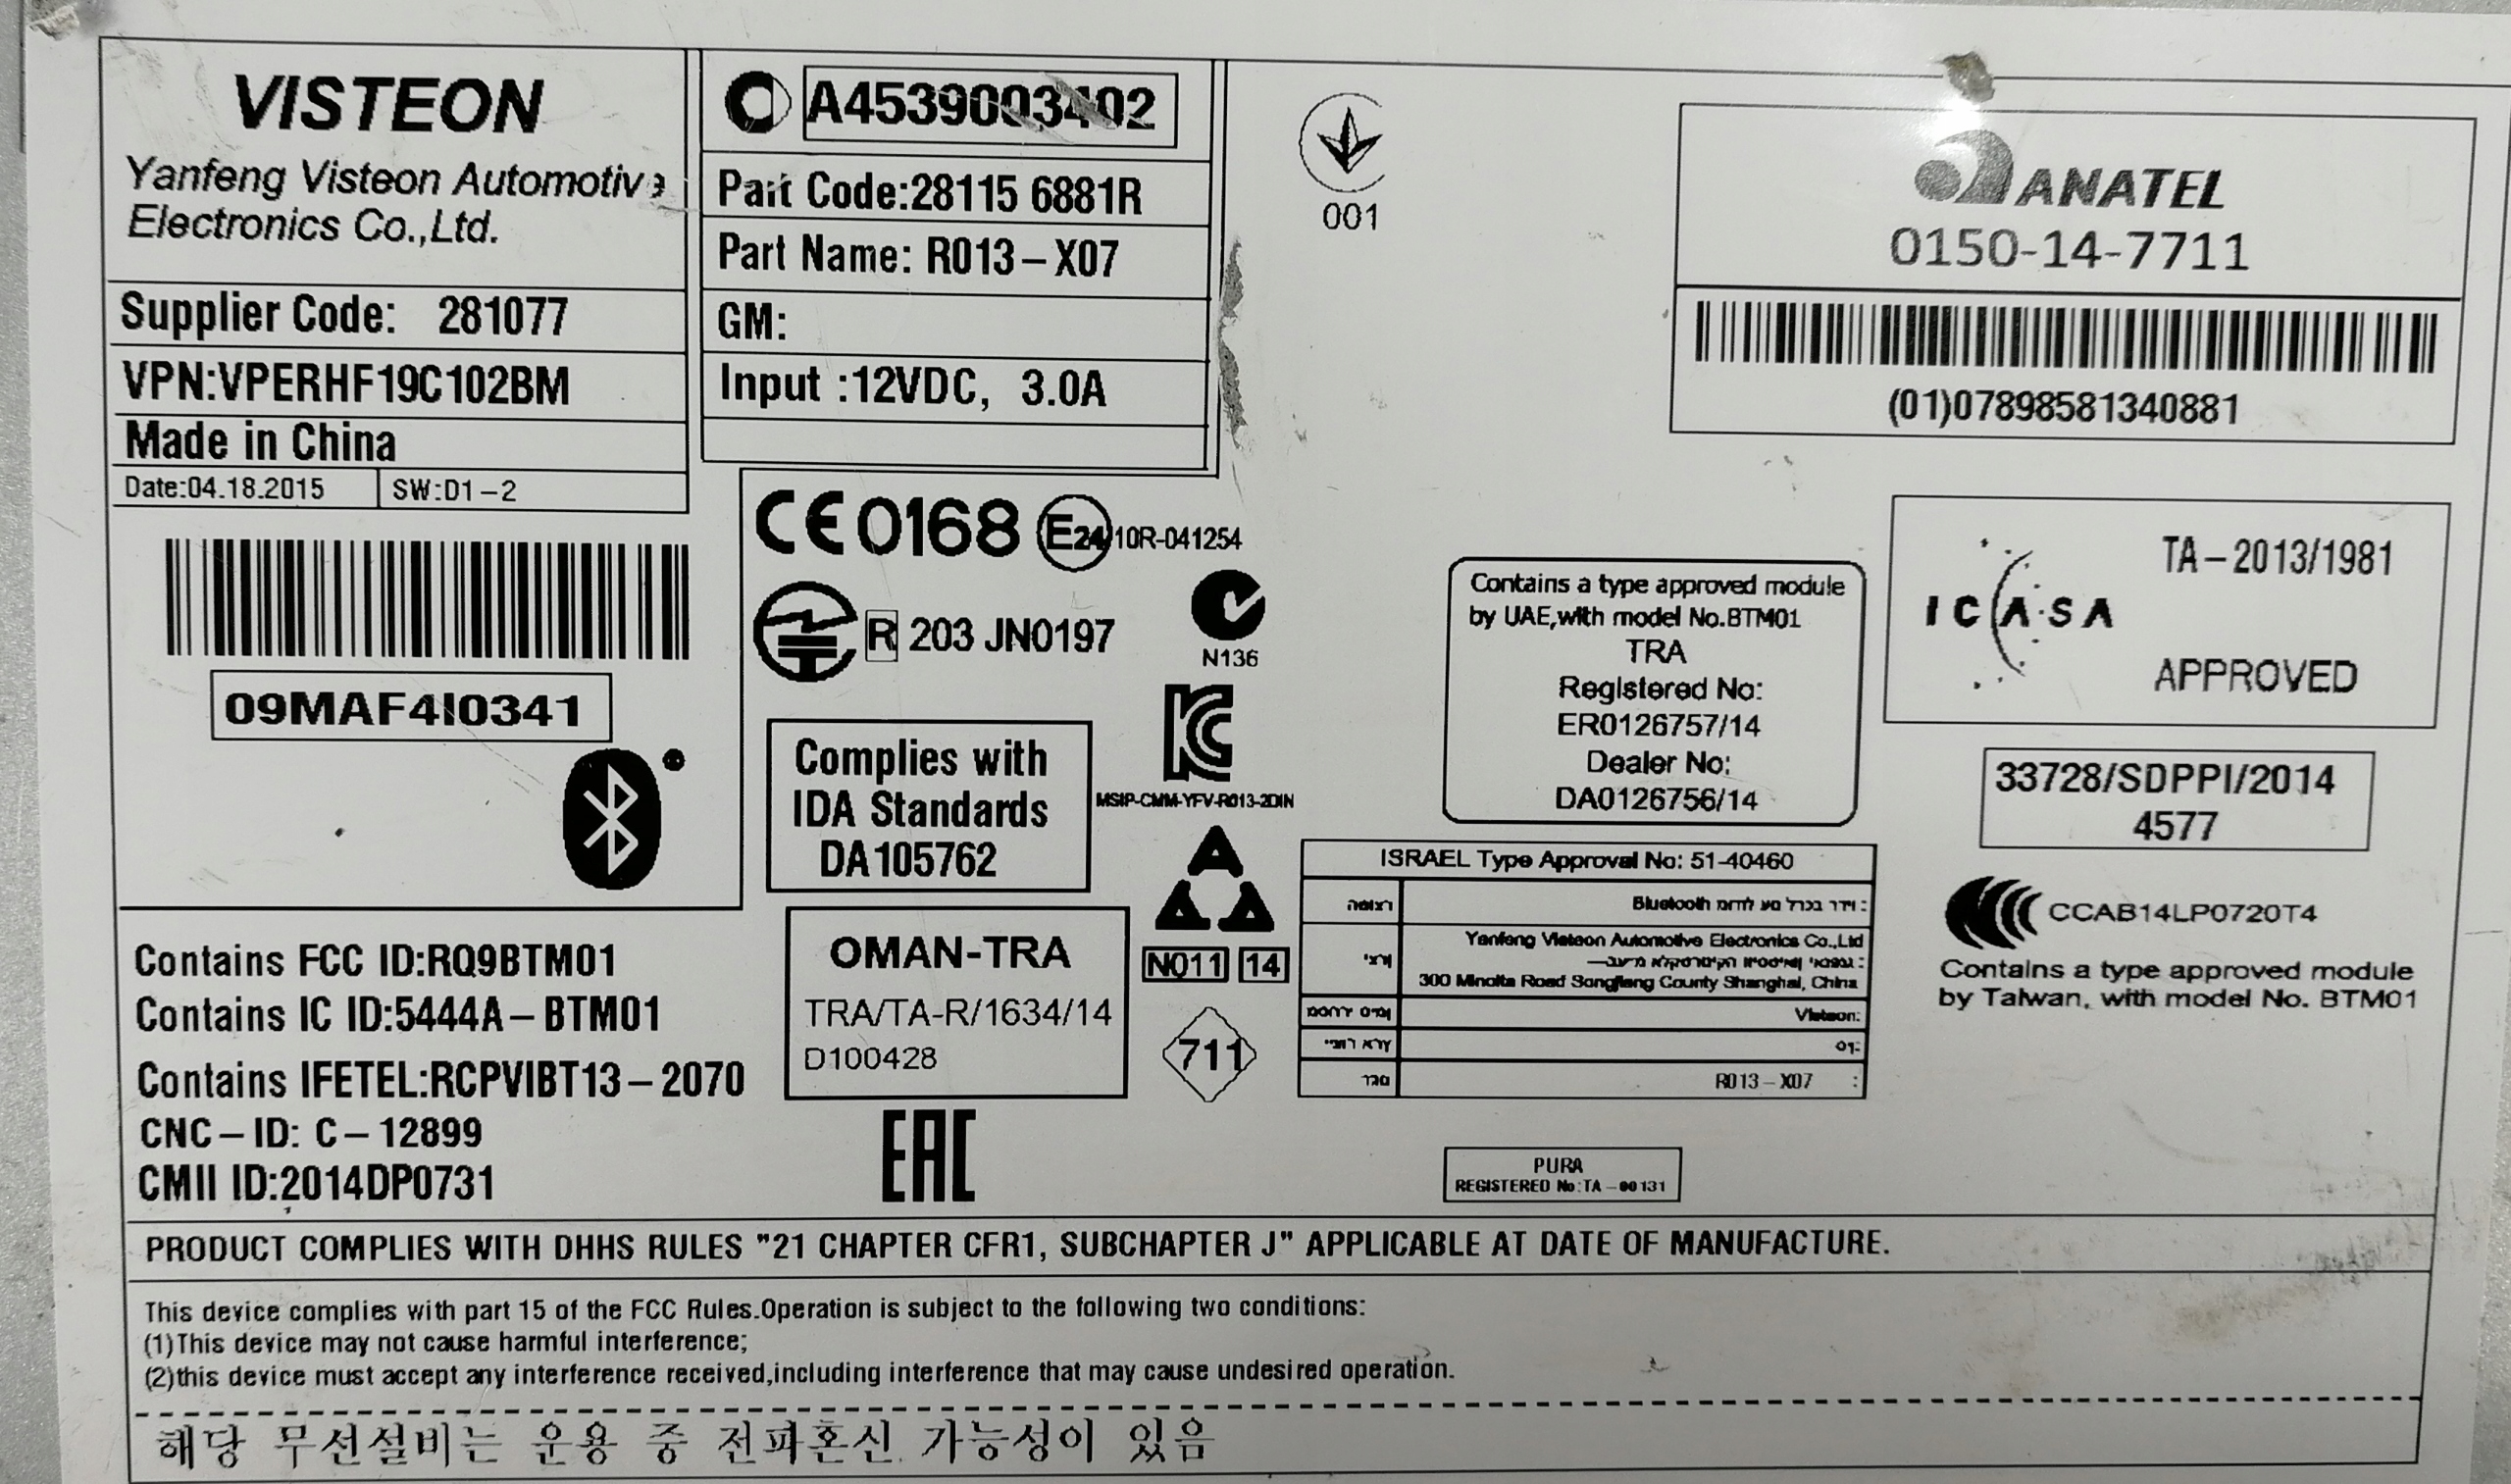 VISTEON
Yanfeng Visteon Automotive
Electronics Co.,Ltd.
Supplier Code: 281077
VPN:VPERHF19C102BM
Made in China
Date:04.18.2015
SW:D1-2
09MAF4I0341
A4539003402
Part Code:28115 6881R
Part Name: R013-X07
GM:
Input :12VDC, 3.0A
001
ANATEL
0150-14-7711
(01)07898581340881
CE 0168 E24 10R-041254
R 203 JN0197
N136
Complies with
IDA Standards
DA105762
KC
MSIP-CMM-YFV-R013-2DIN
N011 14
711
OMAN-TRA
TRA/TA-R/1634/14
D100428
EAC
Contains a type approved module
by UAE,with model No.BTM01
TRA
Registered No:
ER0126757/14
Dealer No:
DA0126756/14
ICASA
TA-2013/1981
APPROVED
33728/SDPPI/2014
4577
CCAB14LP0720T4
Contains a type approved module
by Taiwan, with model No. BTM01
ISRAEL Type Approval No: 51-40460
Bluetooth
Yanfeng Visteon Automotive Electronics Co.,Ltd
300 Minolta Road Songjiang County Shanghai, China
Visteon:
R013-X07 :
PURA
REGISTERED No:TA-00131
Contains FCC ID:RQ9BTM01
Contains IC ID:5444A-BTM01
Contains IFETEL:RCPVIBT13-2070
CNC-ID: C-12899
CMII ID:2014DP0731
PRODUCT COMPLIES WITH DHHS RULES "21 CHAPTER CFR1, SUBCHAPTER J" APPLICABLE AT DATE OF MANUFACTURE.
This device complies with part 15 of the FCC Rules.Operation is subject to the following two conditions:
(1)This device may not cause harmful interference;
(2)this device must accept any interference received,including interference that may cause undesired operation.
해당 무선설비는 운용 중 전파혼신 가능성이 있음